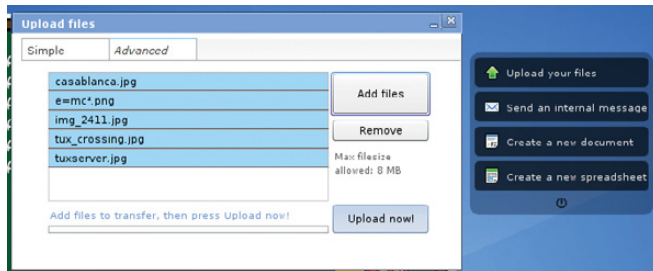 Upload files
Simple
Advanced
casablanca.jpg
e=mc².png
img_2411.jpg
tux_crossing.jpg
tuxserver.jpg
Add files
Remove
Max filesize
allowed: 8 MB
Add files to transfer, then press Upload now!
Upload now!
Upload your files
Send an internal message
Create a new document
Create a new spreadsheet